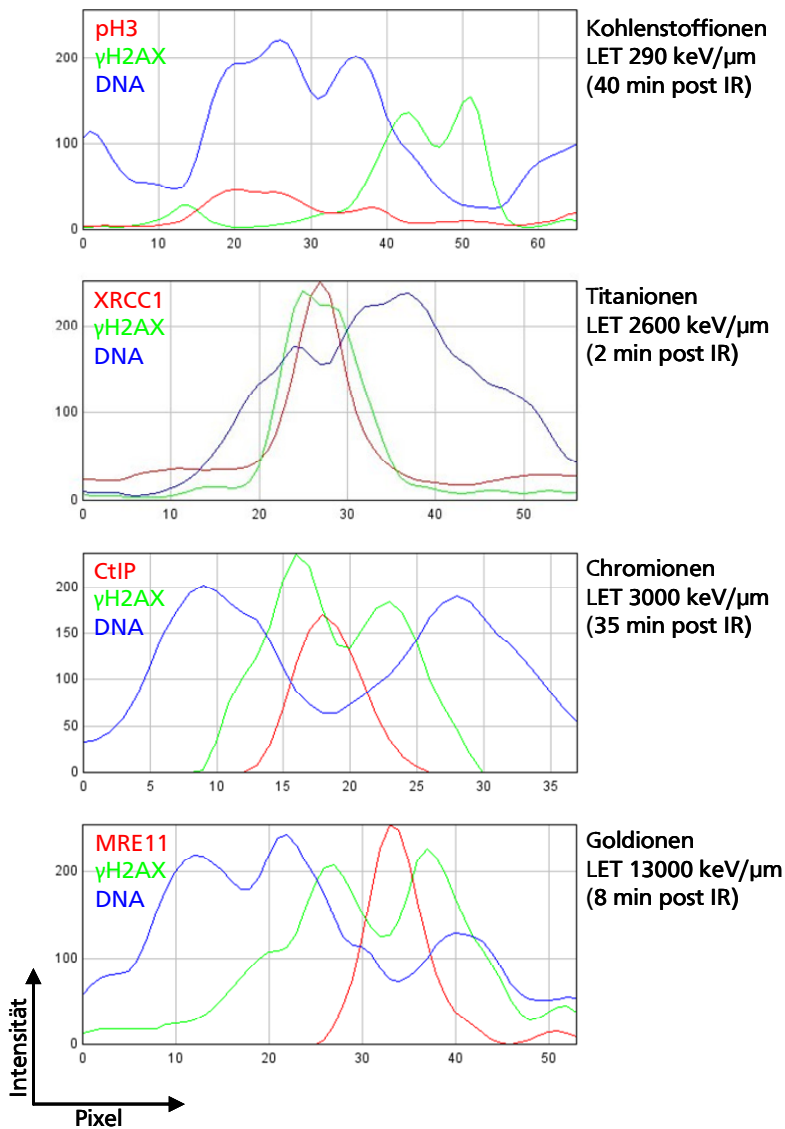 pH3
γH2AX
DNA
200
100
0
0 10 20 30 40 50 60
Kohlenstoffionen
LET 290 keV/µm
(40 min post IR)
XRCC1
γH2AX
DNA
200
100
0
0 10 20 30 40 50
Titanionen
LET 2600 keV/µm
(2 min post IR)
CtIP
γH2AX
DNA
200
150
100
50
0
0 5 10 15 20 25 30 35
Chromionen
LET 3000 keV/µm
(35 min post IR)
MRE11
γH2AX
DNA
200
100
0
0 10 20 30 40 50
Goldionen
LET 13000 keV/µm
(8 min post IR)
Intensität
Pixel